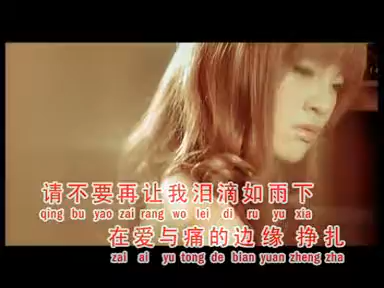 请不要再让我泪滴如雨下
qing bu yao zai rang wo lei di ru yu xia
在爱与痛的边缘 挣扎
zai ai yu tong de bian yuan zheng zha